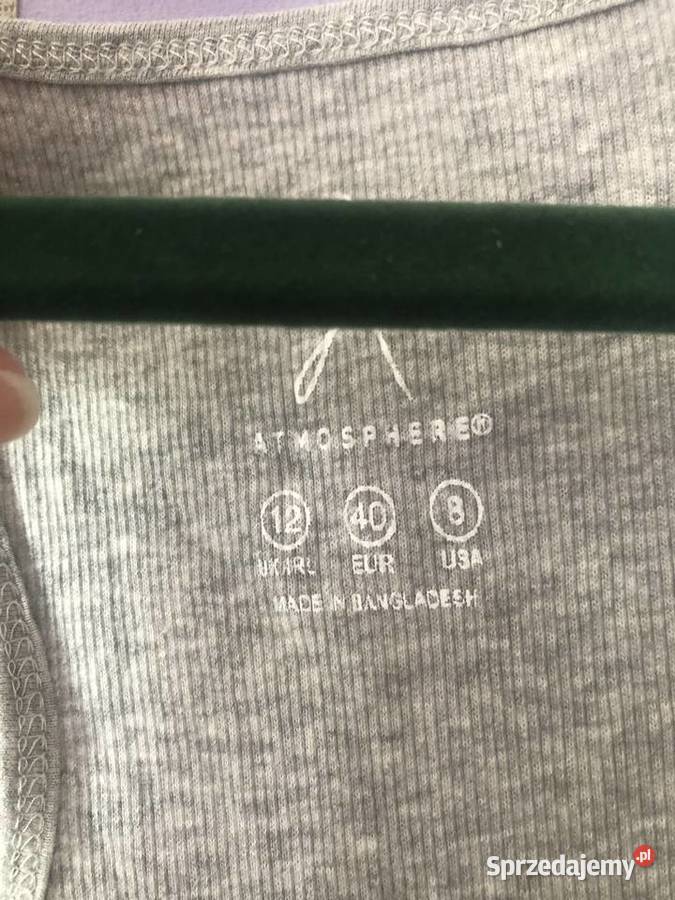 ATMOSPHERE®
12 40 8
UK/IRL EUR USA
MADE IN BANGLADESH
Sprzedajemy.pl